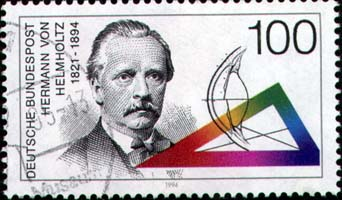 DEUTSCHE BUNDESPOST
HERMANN VON
HELMHOLTZ
1821-1894
100
1994